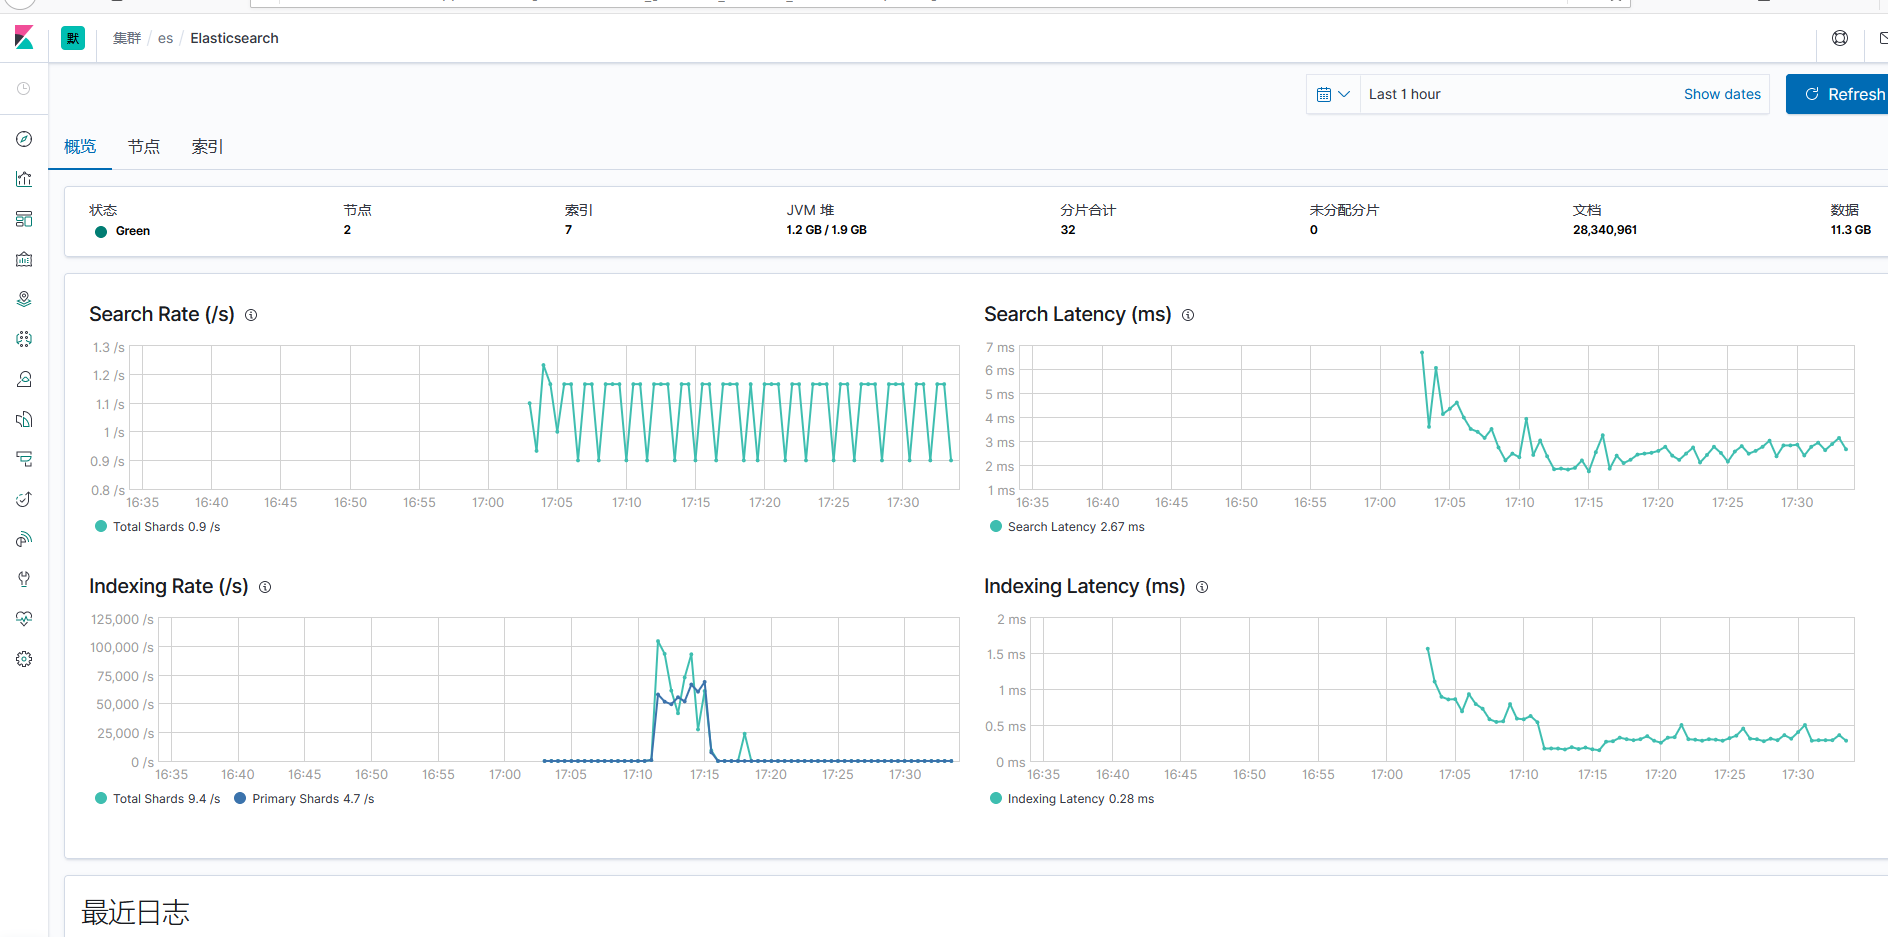 默 集群 / es / Elasticsearch
Last 1 hour Show dates Refresh
概览 节点 索引
状态 节点 索引 JVM 堆 分片合计 未分配分片 文档 数据
Green 2 7 1.2 GB / 1.9 GB 32 0 28,340,961 11.3 GB
Search Rate (/s)
1.3 /s
1.2 /s
1.1 /s
1 /s
0.9 /s
0.8 /s
16:35 16:40 16:45 16:50 16:55 17:00 17:05 17:10 17:15 17:20 17:25 17:30
Total Shards 0.9 /s
Search Latency (ms)
7 ms
6 ms
5 ms
4 ms
3 ms
2 ms
1 ms
16:35 16:40 16:45 16:50 16:55 17:00 17:05 17:10 17:15 17:20 17:25 17:30
Search Latency 2.67 ms
Indexing Rate (/s)
125,000 /s
100,000 /s
75,000 /s
50,000 /s
25,000 /s
0 /s
16:35 16:40 16:45 16:50 16:55 17:00 17:05 17:10 17:15 17:20 17:25 17:30
Total Shards 9.4 /s Primary Shards 4.7 /s
Indexing Latency (ms)
2 ms
1.5 ms
1 ms
0.5 ms
0 ms
16:35 16:40 16:45 16:50 16:55 17:00 17:05 17:10 17:15 17:20 17:25 17:30
Indexing Latency 0.28 ms
最近日志